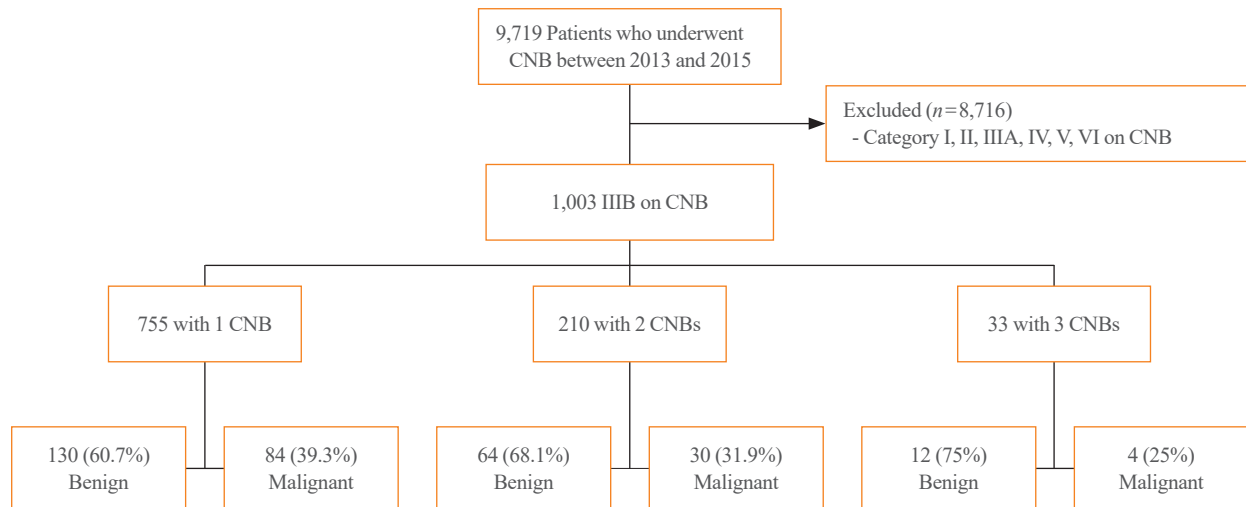 9,719 Patients who underwent
CNB between 2013 and 2015
Excluded (n=8,716)
- Category I, II, IIIA, IV, V, VI on CNB
1,003 IIIB on CNB
755 with 1 CNB
210 with 2 CNBs
33 with 3 CNBs
130 (60.7%)
Benign
84 (39.3%)
Malignant
64 (68.1%)
Benign
30 (31.9%)
Malignant
12 (75%)
Benign
4 (25%)
Malignant